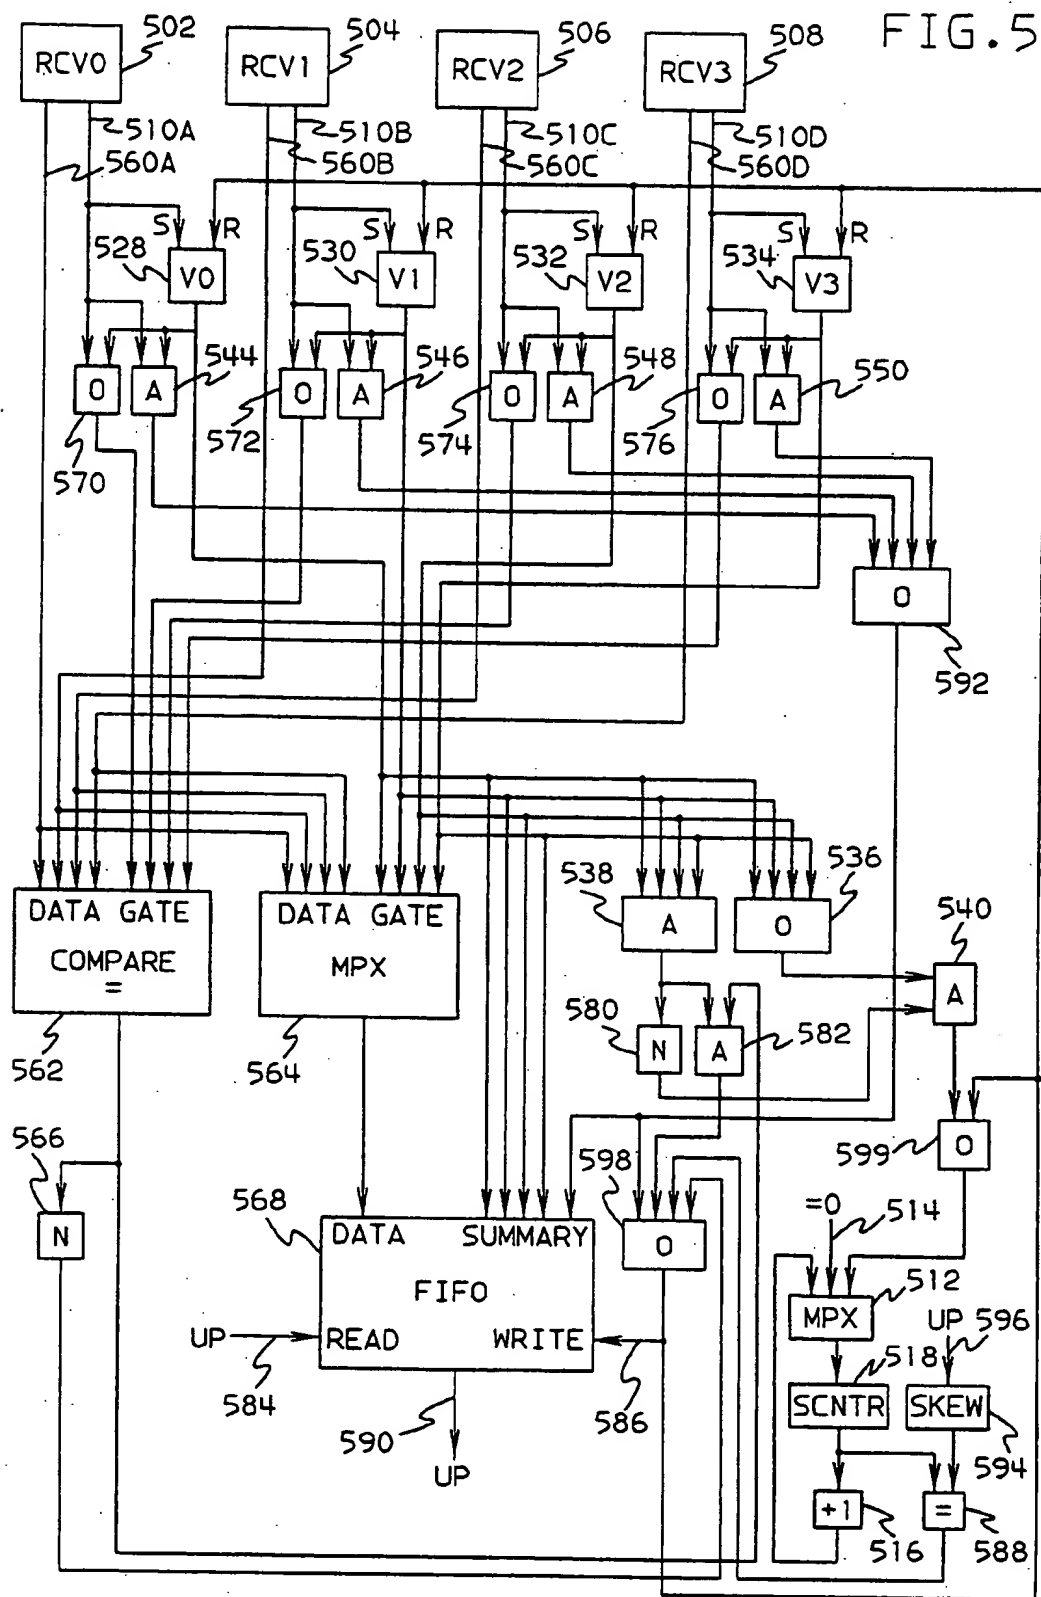 FIG.5
502 504 506 508
RCV0 RCV1 RCV2 RCV3
510A 510B 510C 510D
560A 560B 560C 560D
S R S R S R S R
528 530 532 534
V0 V1 V2 V3
544 546 548 550
O A O A O A O A
570 572 574 576
O
592
538 536
DATA GATE DATA GATE A O 540
COMPARE MPX
= A
580 N A 582
562 564
566 599 O
568 598 =0 514
N DATA SUMMARY O
FIFO MPX 512
UP READ WRITE UP 596
518
584 586 SCNTR SKEW
590 594
UP
+1 =
516 588